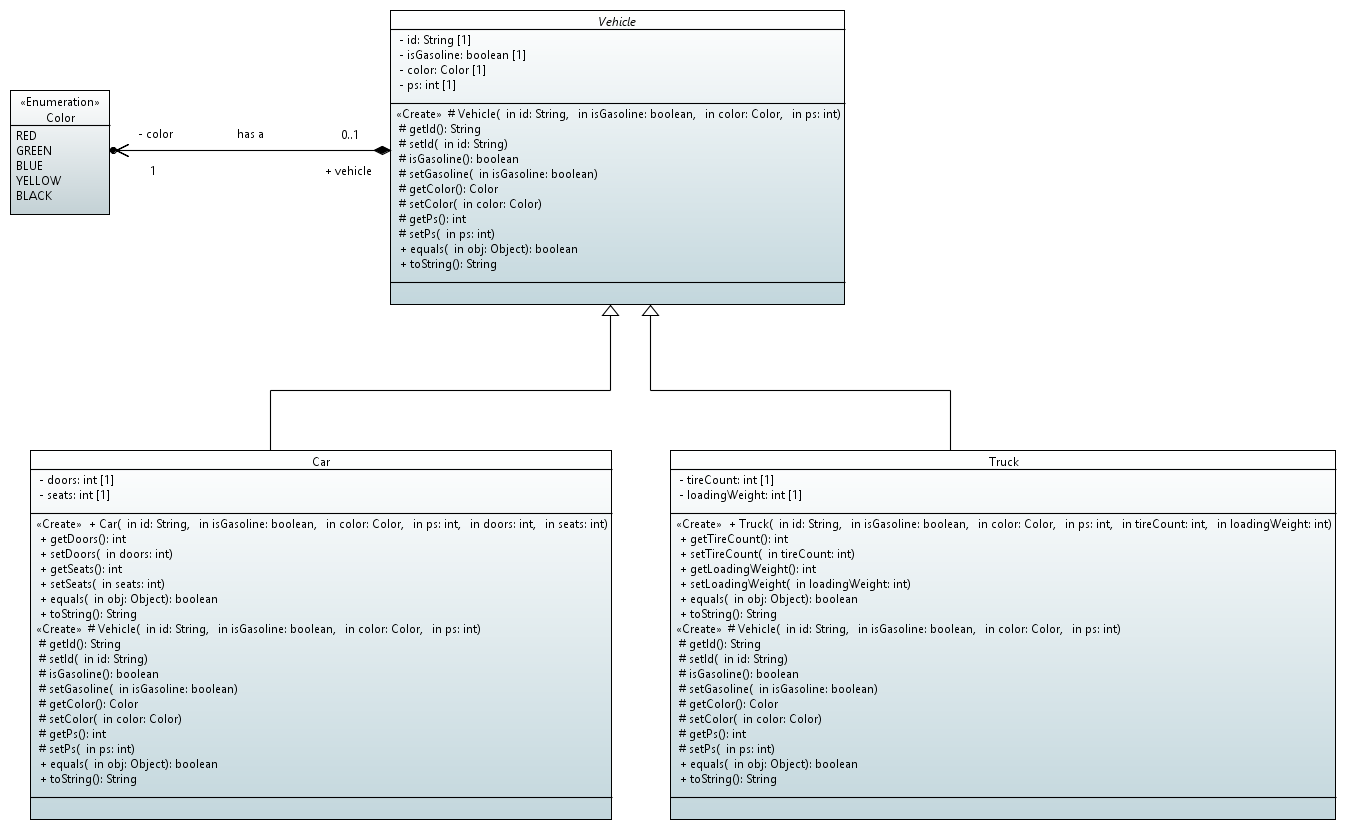 Vehicle
- id: String [1]
- isGasoline: boolean [1]
- color: Color [1]
- ps: int [1]
«Create» # Vehicle( in id: String, in isGasoline: boolean, in color: Color, in ps: int)
# getId(): String
# setId( in id: String)
# isGasoline(): boolean
# setGasoline( in isGasoline: boolean)
# getColor(): Color
# setColor( in color: Color)
# getPs(): int
# setPs( in ps: int)
+ equals( in obj: Object): boolean
+ toString(): String
«Enumeration»
Color
RED
GREEN
BLUE
YELLOW
BLACK
- color has a 0..1
1 + vehicle
Car
- doors: int [1]
- seats: int [1]
«Create» + Car( in id: String, in isGasoline: boolean, in color: Color, in ps: int, in doors: int, in seats: int)
+ getDoors(): int
+ setDoors( in doors: int)
+ getSeats(): int
+ setSeats( in seats: int)
+ equals( in obj: Object): boolean
+ toString(): String
«Create» # Vehicle( in id: String, in isGasoline: boolean, in color: Color, in ps: int)
# getId(): String
# setId( in id: String)
# isGasoline(): boolean
# setGasoline( in isGasoline: boolean)
# getColor(): Color
# setColor( in color: Color)
# getPs(): int
# setPs( in ps: int)
+ equals( in obj: Object): boolean
+ toString(): String
Truck
- tireCount: int [1]
- loadingWeight: int [1]
«Create» + Truck( in id: String, in isGasoline: boolean, in color: Color, in ps: int, in tireCount: int, in loadingWeight: int)
+ getTireCount(): int
+ setTireCount( in tireCount: int)
+ getLoadingWeight(): int
+ setLoadingWeight( in loadingWeight: int)
+ equals( in obj: Object): boolean
+ toString(): String
«Create» # Vehicle( in id: String, in isGasoline: boolean, in color: Color, in ps: int)
# getId(): String
# setId( in id: String)
# isGasoline(): boolean
# setGasoline( in isGasoline: boolean)
# getColor(): Color
# setColor( in color: Color)
# getPs(): int
# setPs( in ps: int)
+ equals( in obj: Object): boolean
+ toString(): String